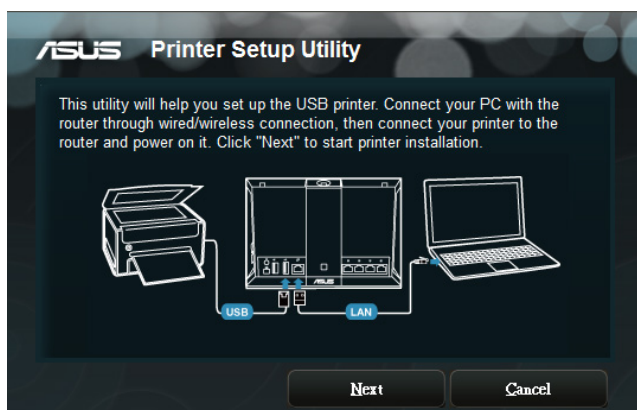 ASUS Printer Setup Utility
This utility will help you set up the USB printer. Connect your PC with the
router through wired/wireless connection, then connect your printer to the
router and power on it. Click "Next" to start printer installation.
ASUS
USB
LAN
Next
Cancel